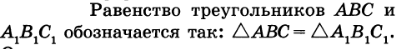 Равенство треугольников ABC и
A₁B₁C₁ обозначается так: △ABC = △A₁B₁C₁.